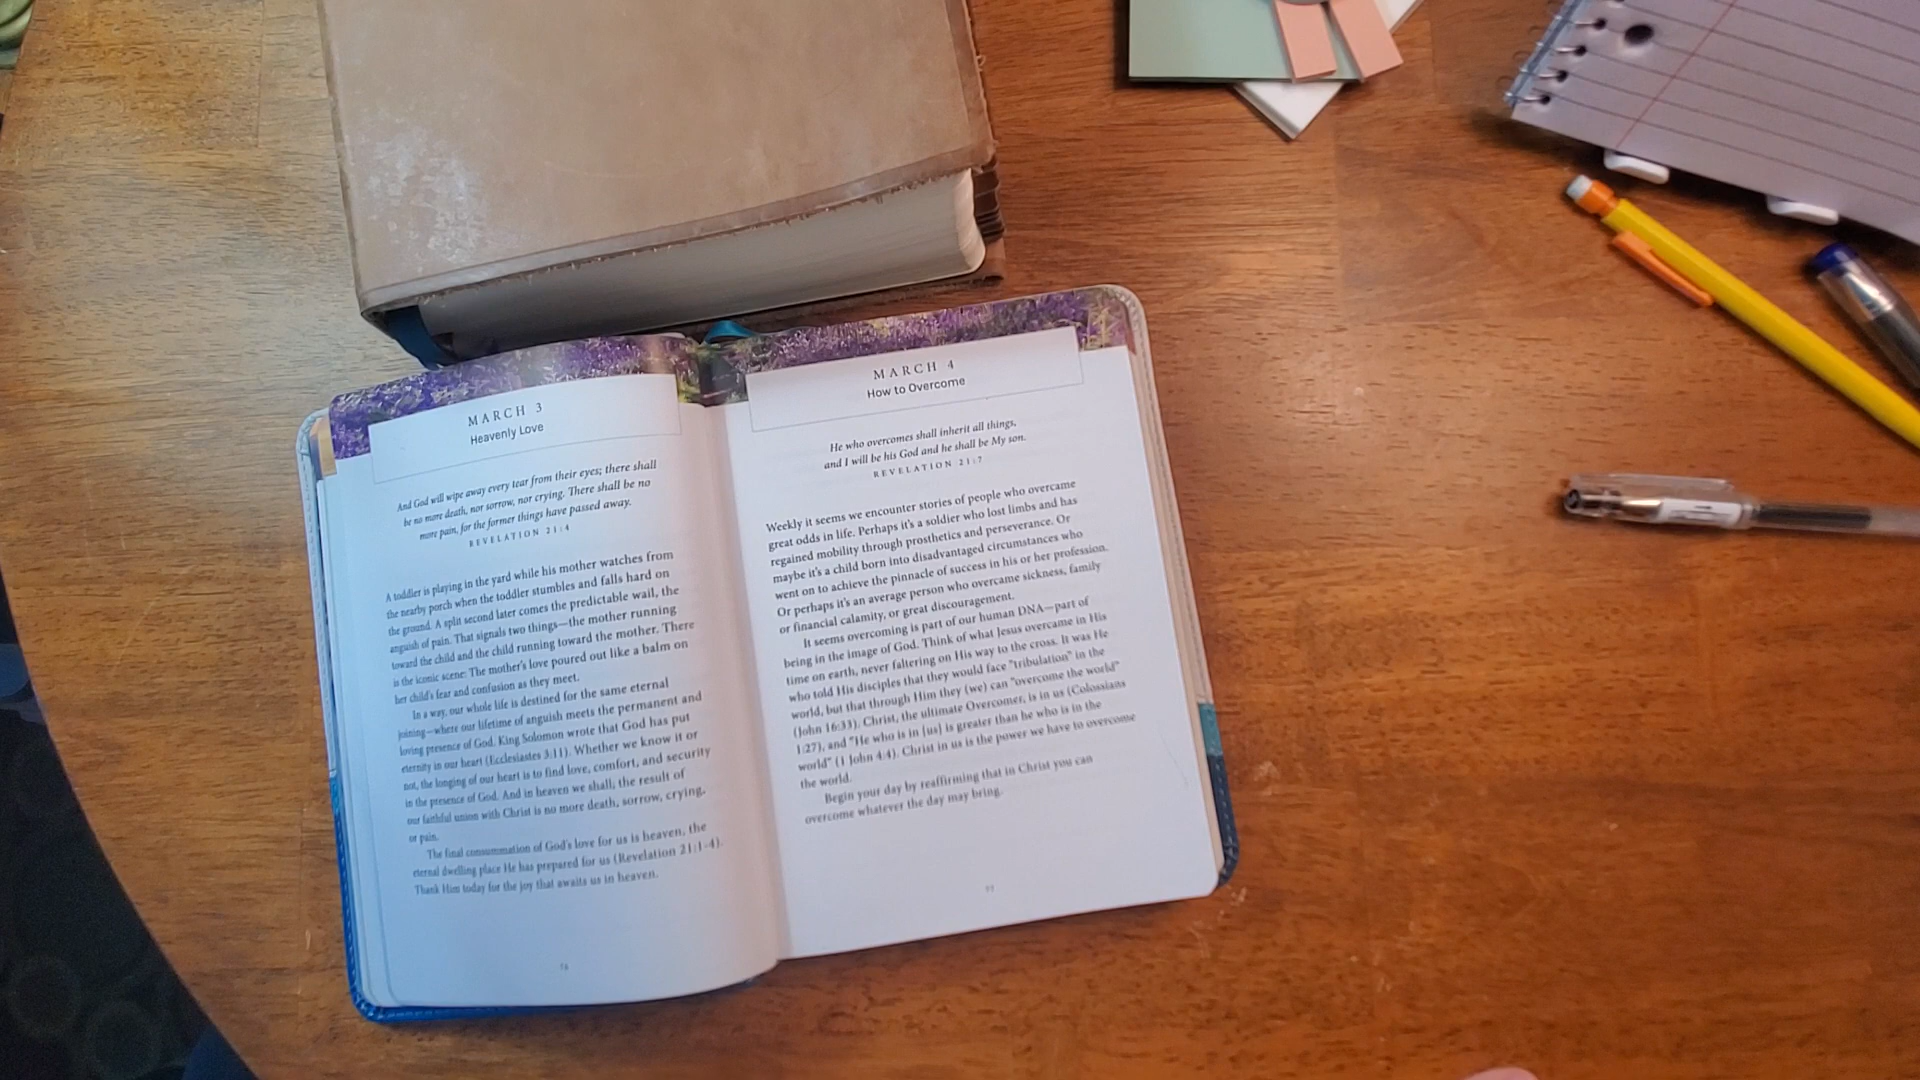 MARCH 3
Heavenly Love
And God will wipe away every tear from their eyes; there shall
be no more death, nor sorrow, nor crying. There shall be no
more pain, for the former things have passed away.
REVELATION 21:4
A toddler is playing in the yard while his mother watches from
the nearby porch when the toddler stumbles and falls hard on
the ground. A split second later comes the predictable wail, the
anguish of pain. That signals two things—the mother running
toward the child and the child running toward the mother. There
is the iconic scene: The mother's love poured out like a balm on
her child's fear and confusion as they meet.
In a way, our whole life is destined for the same eternal
joining—where our lifetime of anguish meets the permanent and
loving presence of God. King Solomon wrote that God has put
eternity in our heart (Ecclesiastes 3:11). Whether we know it or
not, the longing of our heart is to find love, comfort, and security
in the presence of God. And in heaven we shall, the result of
our faithful union with Christ is no more death, sorrow, crying,
or pain.
The final consummation of God's love for us is heaven, the
eternal dwelling place He has prepared for us (Revelation 21:1-4).
Thank Him today for the joy that awaits us in heaven.
76
MARCH 4
How to Overcome
He who overcomes shall inherit all things,
and I will be his God and he shall be My son.
REVELATION 21:7
Weekly it seems we encounter stories of people who overcame
great odds in life. Perhaps it's a soldier who lost limbs and has
regained mobility through prosthetics and perseverance. Or
maybe it's a child born into disadvantaged circumstances who
went on to achieve the pinnacle of success in his or her profession.
Or perhaps it's an average person who overcame sickness, family
or financial calamity, or great discouragement.
It seems overcoming is part of our human DNA—part of
being in the image of God. Think of what Jesus overcame in His
time on earth, never faltering on His way to the cross. It was He
who told His disciples that they would face "tribulation" in the
world, but that through Him they (we) can "overcome the world"
(John 16:33). Christ, the ultimate Overcomer, is in us (Colossians
1:27), and "He who is in [us] is greater than he who is in the
world" (1 John 4:4). Christ in us is the power we have to overcome
the world.
Begin your day by reaffirming that in Christ you can
overcome whatever the day may bring.
77